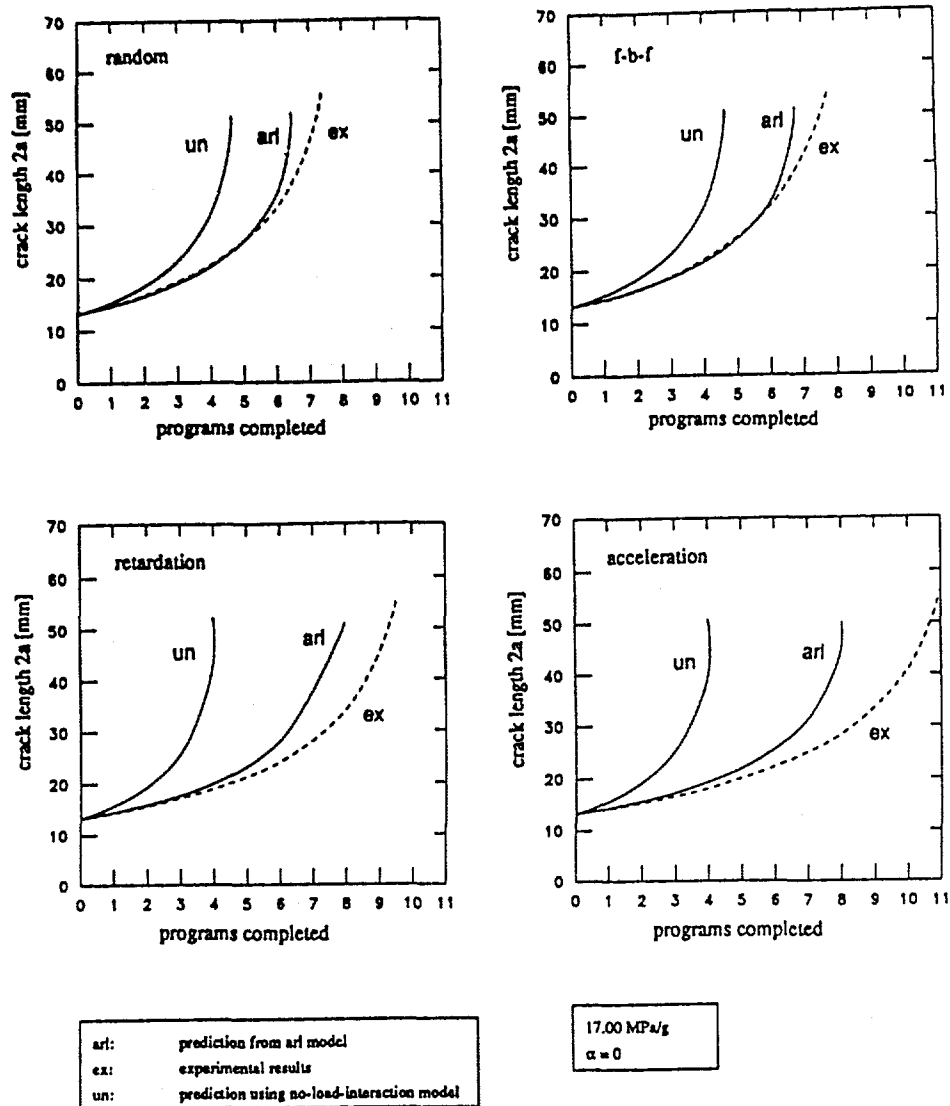 70
60
50
40
30
20
10
0
crack length 2a [mm]
random
un
arl
ex
0 1 2 3 4 5 6 7 8 9 10 11
programs completed
70
60
50
40
30
20
10
0
crack length 2a [mm]
f-b-f
un
arl
ex
0 1 2 3 4 5 6 7 8 9 10 11
programs completed
70
60
50
40
30
20
10
0
crack length 2a [mm]
retardation
un
arl
ex
0 1 2 3 4 5 6 7 8 9 10 11
programs completed
70
60
50
40
30
20
10
0
crack length 2a [mm]
acceleration
un
arl
ex
0 1 2 3 4 5 6 7 8 9 10 11
programs completed
arl: prediction from arl model
ex: experimental results
un: prediction using no-load-interaction model
17.00 MPa/g
α = 0